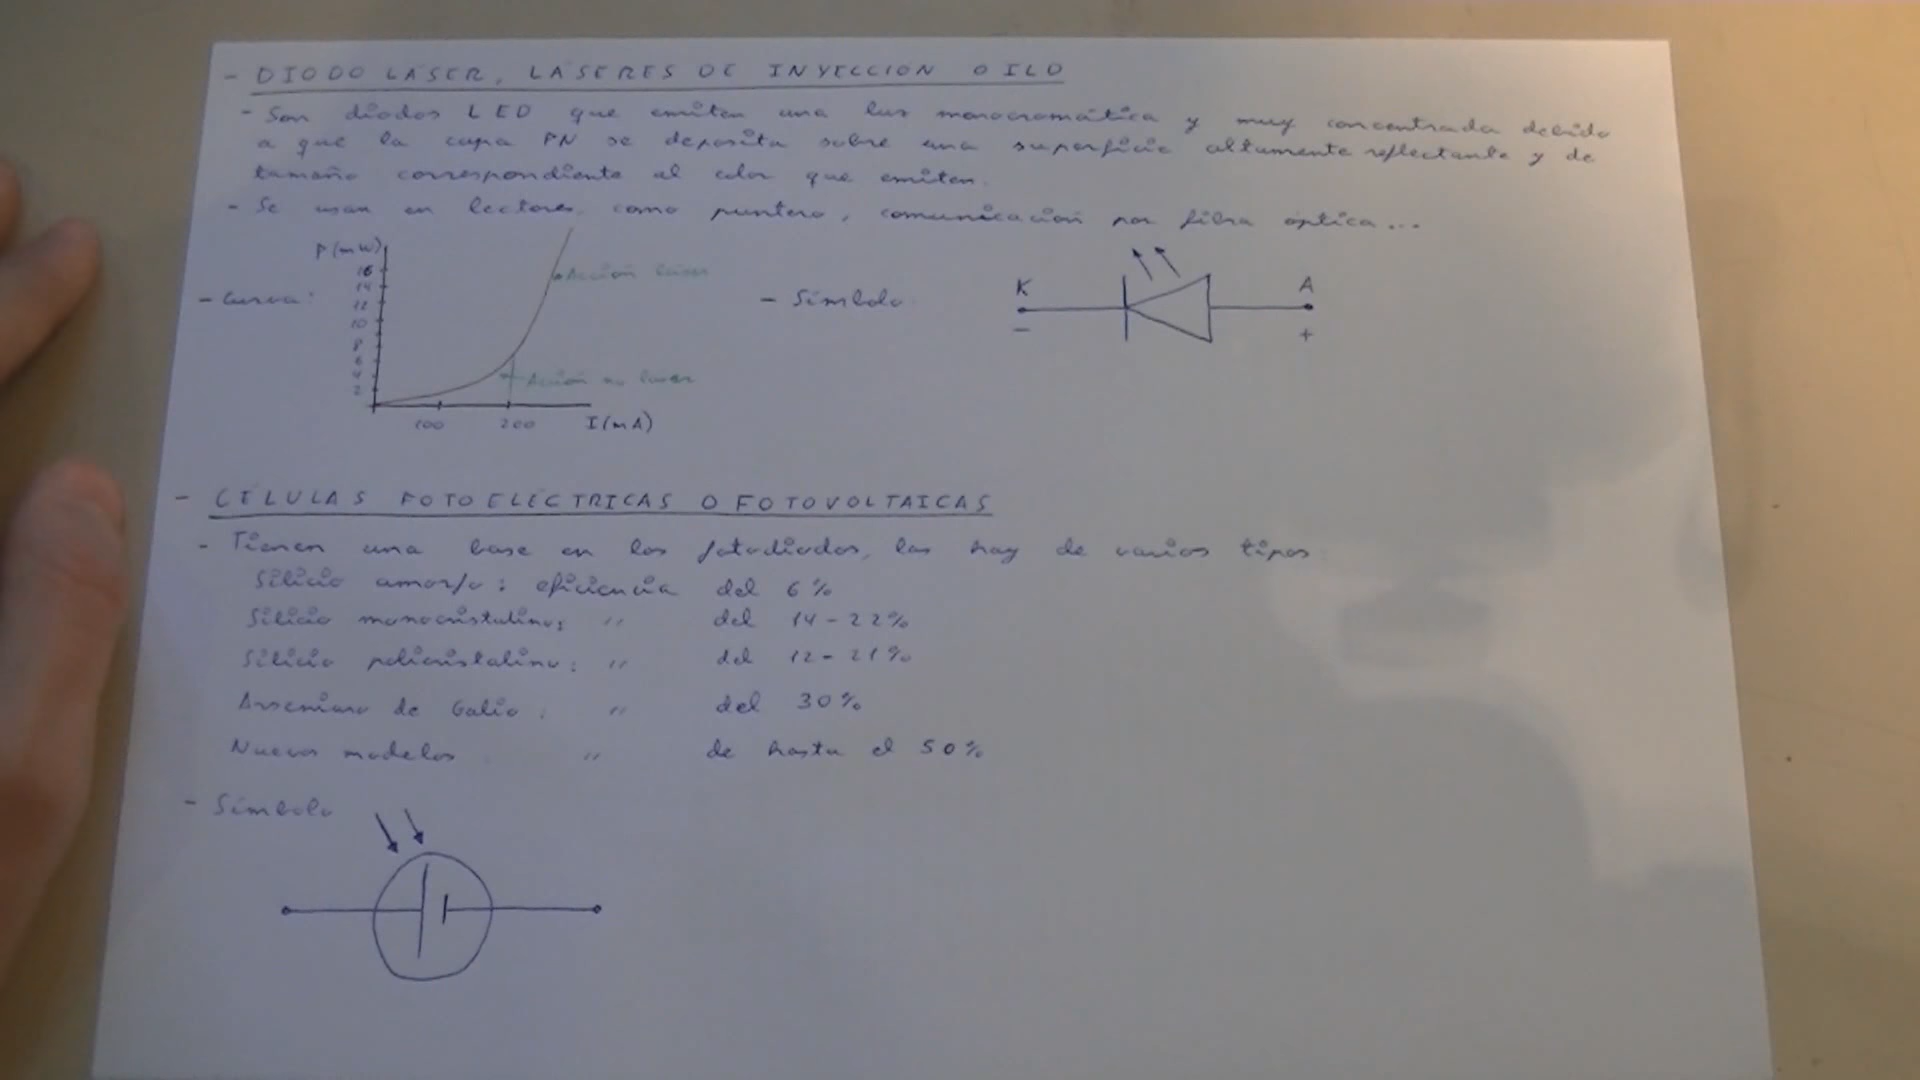 - DIODO LASER, LASERES DE INYECCION O ILD
- Son diodos LED que emiten una luz monocromática y muy concentrada debido
a que la capa PN se deposita sobre una superficie altamente reflectante y de
tamaño correspondiente al color que emiten.
- Se usan en lectores, como puntero, comunicación por fibra óptica...
- Curva:
P(mW)
16
14
12
10
8
6
4
2
100 200 I(mA)
Acción laser
Acción no laser
- Símbolo
K A
- +
- CÉLULAS FOTOELÉCTRICAS O FOTOVOLTAICAS
- Tienen una base en los fotodiodos, las hay de varios tipos
Silicio amorfo: eficiencia del 6%
Silicio monocristalino: " del 14-22%
Silicio policristalino: " del 12-21%
Arseniuro de Galio: " del 30%
Nuevos modelos " de hasta el 50%
- Símbolo